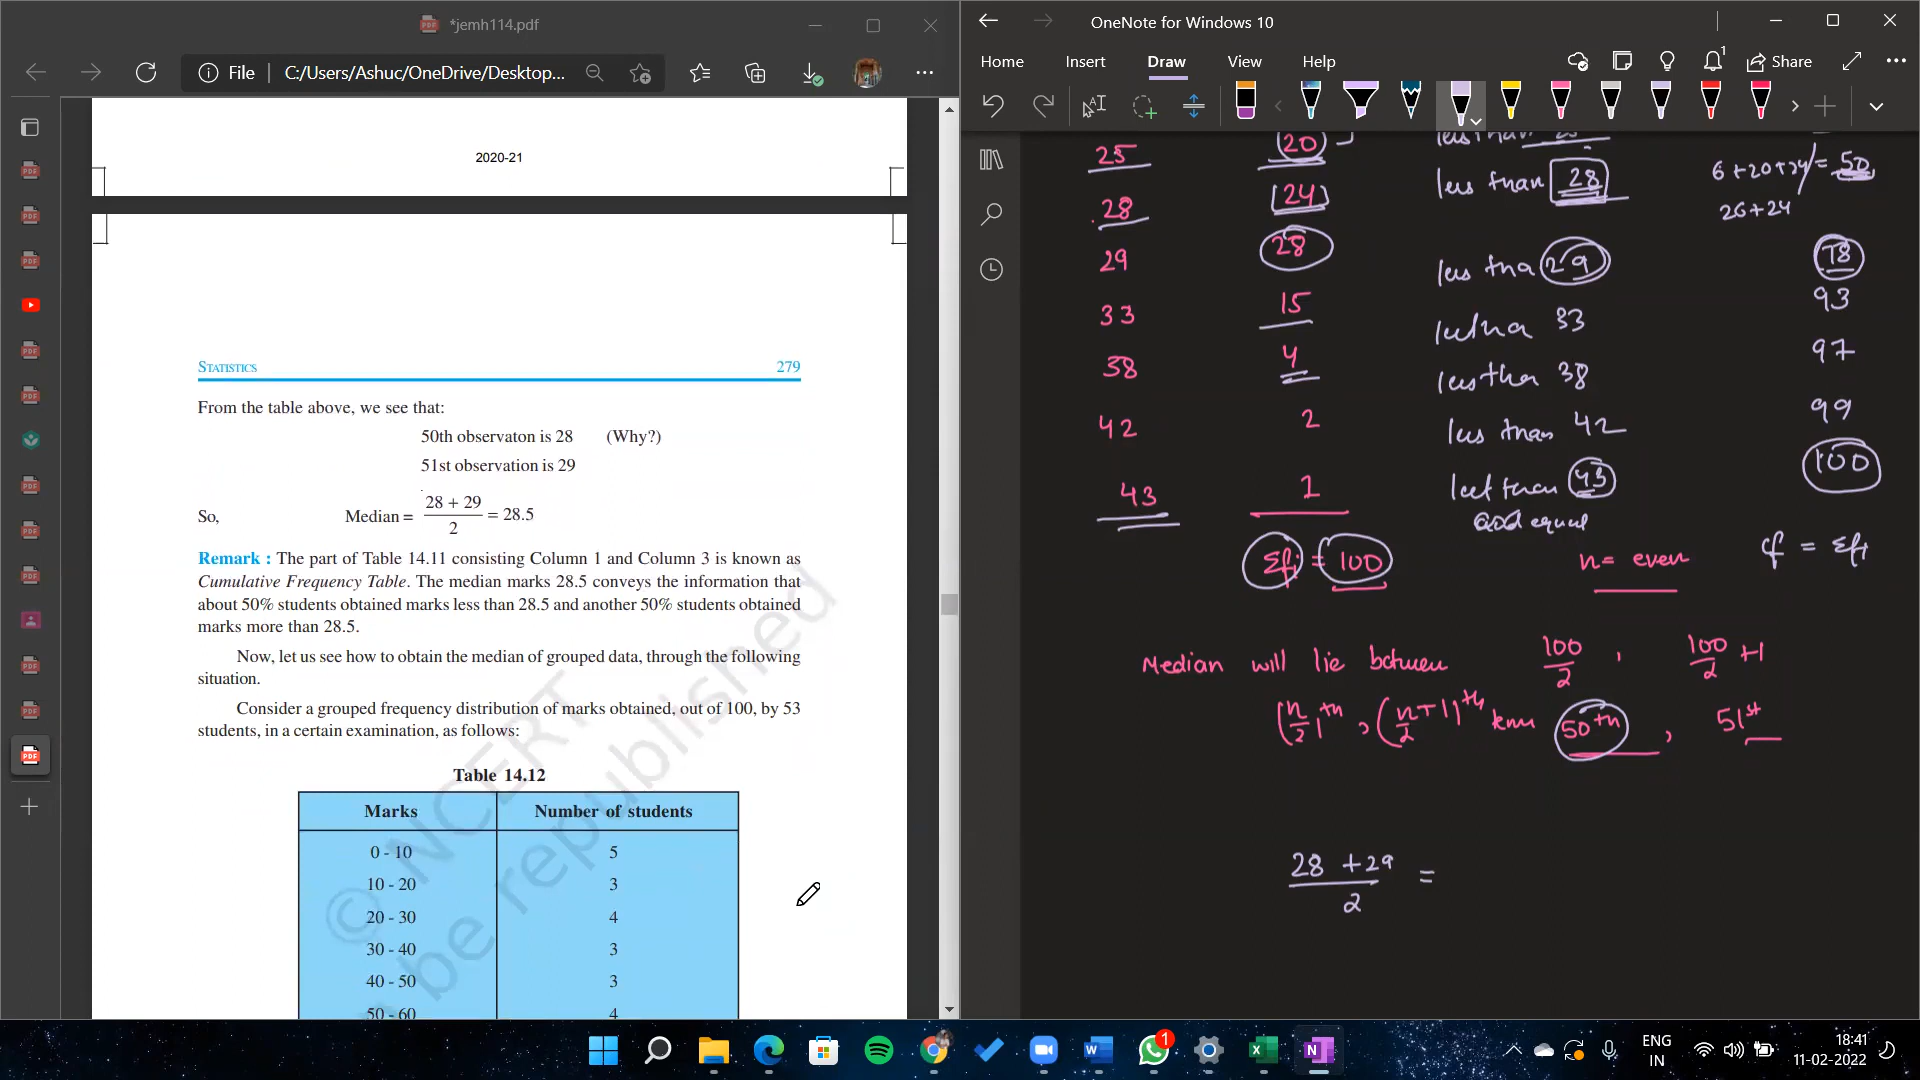 *jemh114.pdf
File | C:/Users/Ashuc/OneDrive/Desktop...
2020-21
STATISTICS 279
From the table above, we see that:
50th observaton is 28 (Why?)
51st observation is 29
So, Median = 28 + 29 / 2 = 28.5
Remark : The part of Table 14.11 consisting Column 1 and Column 3 is known as
Cumulative Frequency Table. The median marks 28.5 conveys the information that
about 50% students obtained marks less than 28.5 and another 50% students obtained
marks more than 28.5.
Now, let us see how to obtain the median of grouped data, through the following
situation.
Consider a grouped frequency distribution of marks obtained, out of 100, by 53
students, in a certain examination, as follows:
Table 14.12
Marks Number of students
0 - 10 5
10 - 20 3
20 - 30 4
30 - 40 3
40 - 50 3
50 - 60 4
© NCERT
be republished
OneNote for Windows 10
Home Insert Draw View Help Share
25 20
28 24 less than 28 6+20+24 = 50
26+24
29 28 less tha 29 78
33 15 33 93
38 4 less tha 38 97
42 2 less than 42 99
43 1 than 43 100
equal
Σfi = 100 n = even cf = Σfi
Median will lie between 100/2 , 100/2 +1
(n/2)th , (n/2+1)th 50th , 51st
28 + 29 / 2 =
ENG
IN
18:41
11-02-2022